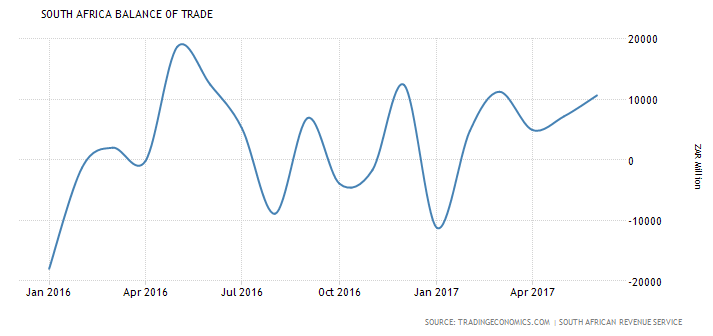 SOUTH AFRICA BALANCE OF TRADE
20000
10000
0
-10000
-20000
ZAR Million
Jan 2016
Apr 2016
Jul 2016
Oct 2016
Jan 2017
Apr 2017
SOURCE: TRADINGECONOMICS.COM | SOUTH AFRICAN REVENUE SERVICE